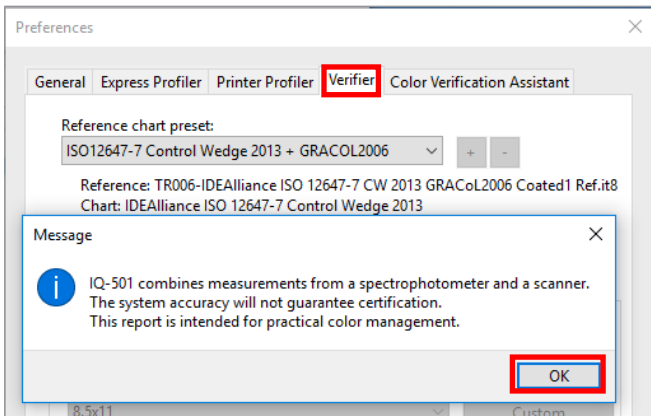 Preferences
General Express Profiler Printer Profiler Verifier Color Verification Assistant
Reference chart preset:
ISO12647-7 Control Wedge 2013 + GRACOL2006
+ -
Reference: TR006-IDEAlliance ISO 12647-7 CW 2013 GRACoL2006 Coated1 Ref.it8
Chart: IDEAlliance ISO 12647-7 Control Wedge 2013
Message
IQ-501 combines measurements from a spectrophotometer and a scanner.
The system accuracy will not guarantee certification.
This report is intended for practical color management.
OK
8.5x11 Custom